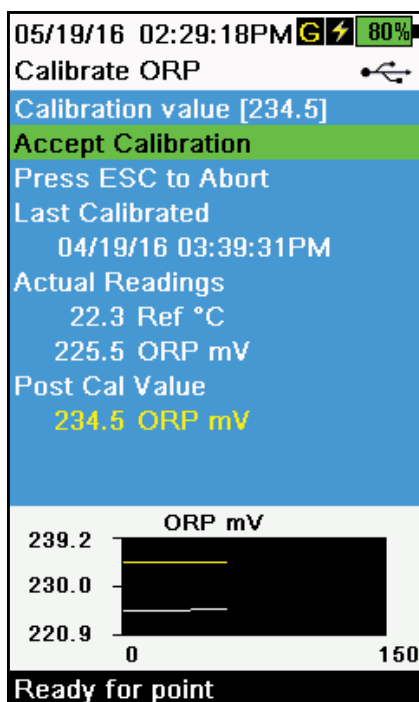 05/19/16 02:29:18PM G 80%
Calibrate ORP
Calibration value [234.5]
Accept Calibration
Press ESC to Abort
Last Calibrated
04/19/16 03:39:31PM
Actual Readings
22.3 Ref °C
225.5 ORP mV
Post Cal Value
234.5 ORP mV
ORP mV
239.2
230.0
220.9
0 150
Ready for point